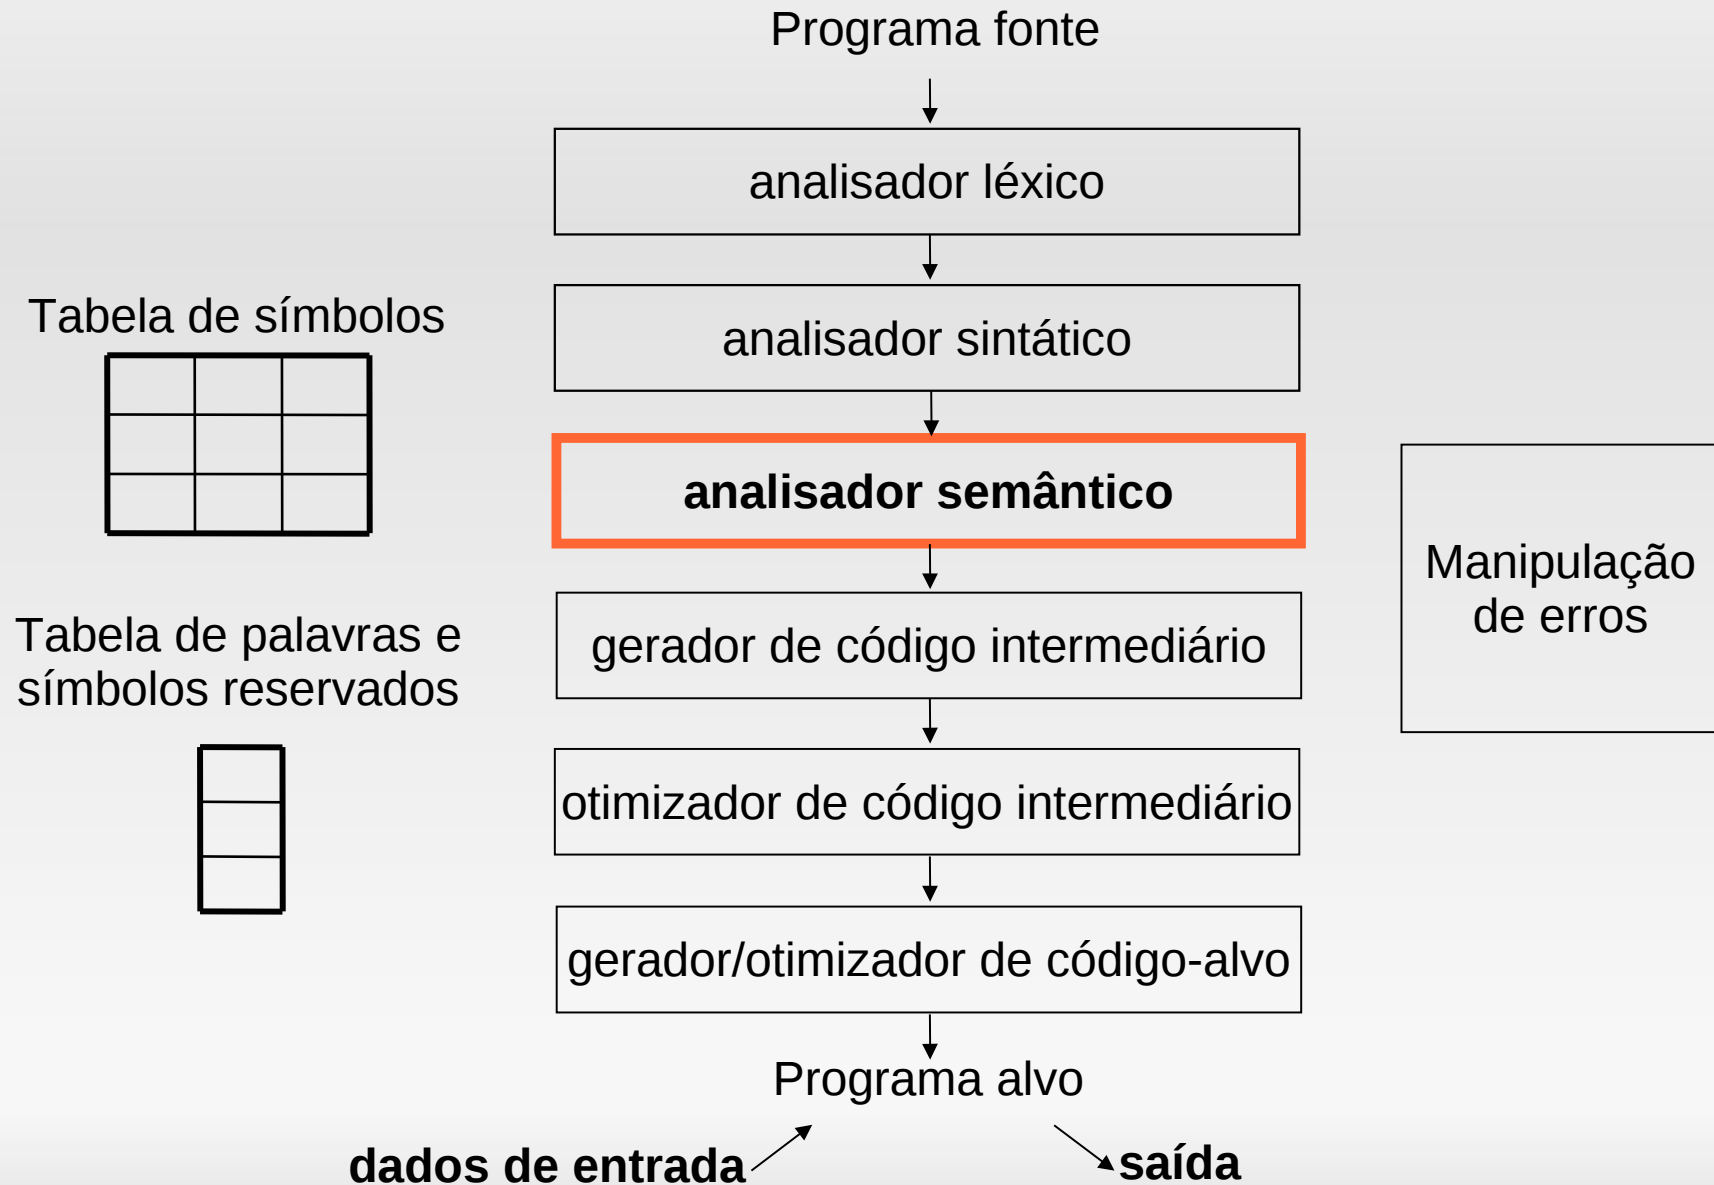 Programa fonte
analisador léxico
analisador sintático
Tabela de símbolos
analisador semântico
Manipulação
de erros
Tabela de palavras e
símbolos reservados
gerador de código intermediário
otimizador de código intermediário
gerador/otimizador de código-alvo
Programa alvo
dados de entrada
saída